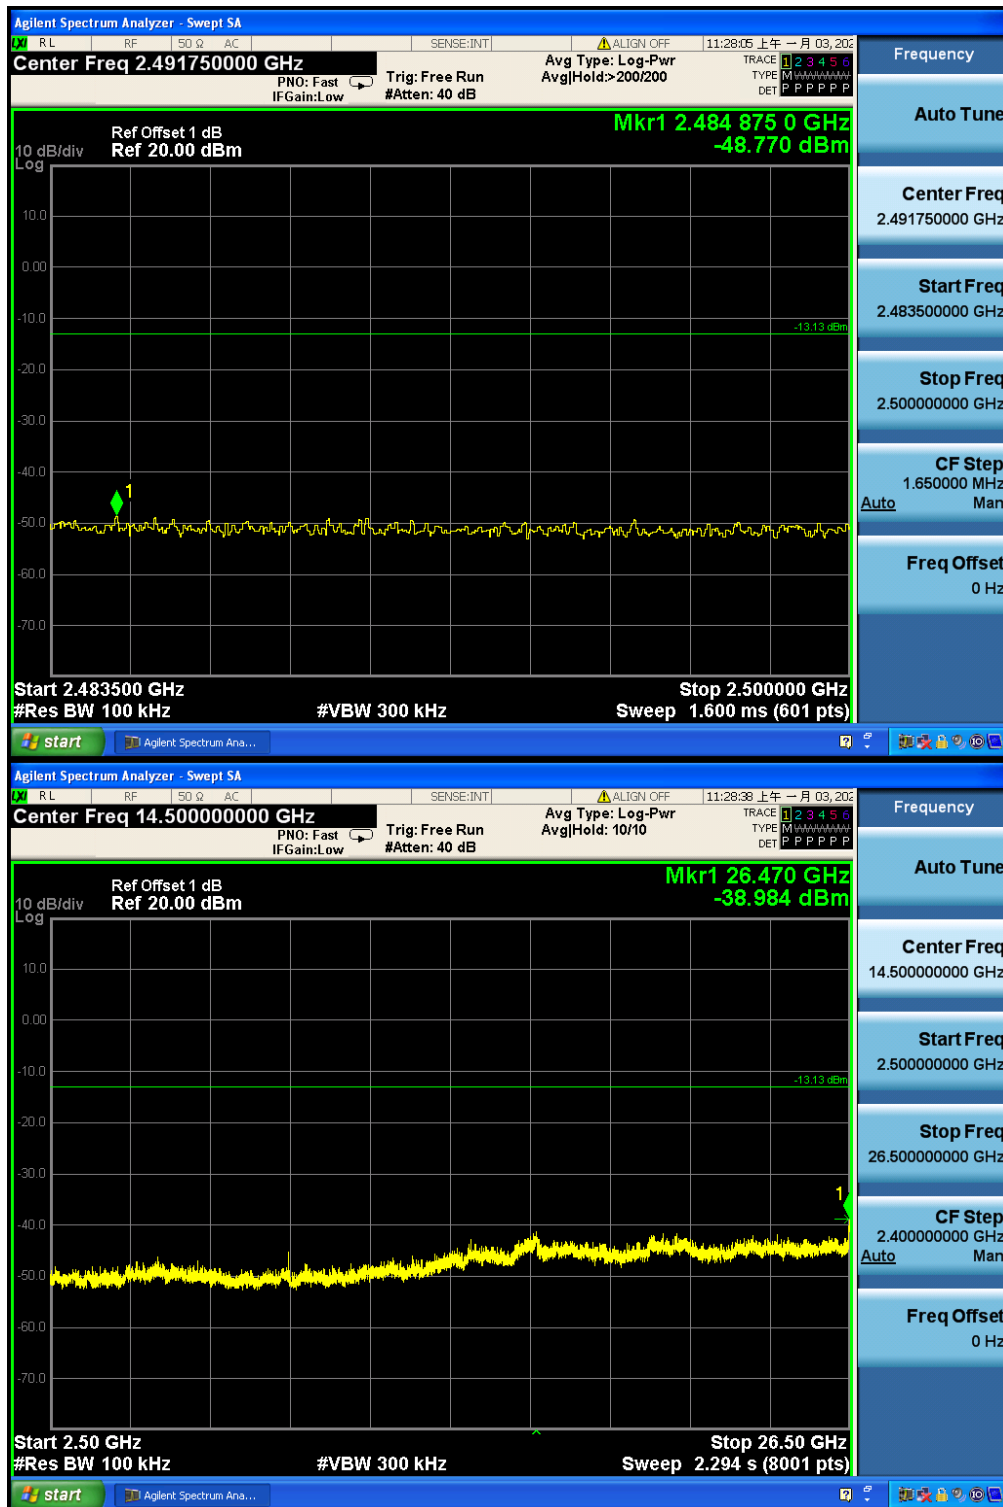 Agilent Spectrum Analyzer - Swept SA
LXI RL RF 50 Ω AC SENSE:INT ALIGN OFF 11:28:05 上午 一月 03, 202
Center Freq 2.491750000 GHz
PNO: Fast
IFGain:Low
Trig: Free Run
#Atten: 40 dB
Avg Type: Log-Pwr
Avg|Hold:>200/200
TRACE 1 2 3 4 5 6
TYPE M
DET P P P P P P
Mkr1 2.484 875 0 GHz
-48.770 dBm
Ref Offset 1 dB
10 dB/div Ref 20.00 dBm
Log
10.0
0.00
-10.0
-13.13 dBm
-20.0
-30.0
-40.0
1
-50.0
-60.0
-70.0
Start 2.483500 GHz Stop 2.500000 GHz
#Res BW 100 kHz #VBW 300 kHz Sweep 1.600 ms (601 pts)
Frequency
Auto Tune
Center Freq
2.491750000 GHz
Start Freq
2.483500000 GHz
Stop Freq
2.500000000 GHz
CF Step
1.650000 MHz
Auto Man
Freq Offset
0 Hz
start Agilent Spectrum Ana...
Agilent Spectrum Analyzer - Swept SA
LXI RL RF 50 Ω AC SENSE:INT ALIGN OFF 11:28:38 上午 一月 03, 202
Center Freq 14.500000000 GHz
PNO: Fast
IFGain:Low
Trig: Free Run
#Atten: 40 dB
Avg Type: Log-Pwr
Avg|Hold: 10/10
TRACE 1 2 3 4 5 6
TYPE M
DET P P P P P P
Mkr1 26.470 GHz
-38.984 dBm
Ref Offset 1 dB
10 dB/div Ref 20.00 dBm
Log
10.0
0.00
-10.0
-13.13 dBm
-20.0
-30.0
1
-40.0
-50.0
-60.0
-70.0
Start 2.50 GHz Stop 26.50 GHz
#Res BW 100 kHz #VBW 300 kHz Sweep 2.294 s (8001 pts)
Frequency
Auto Tune
Center Freq
14.500000000 GHz
Start Freq
2.500000000 GHz
Stop Freq
26.500000000 GHz
CF Step
2.400000000 GHz
Auto Man
Freq Offset
0 Hz
start Agilent Spectrum Ana...